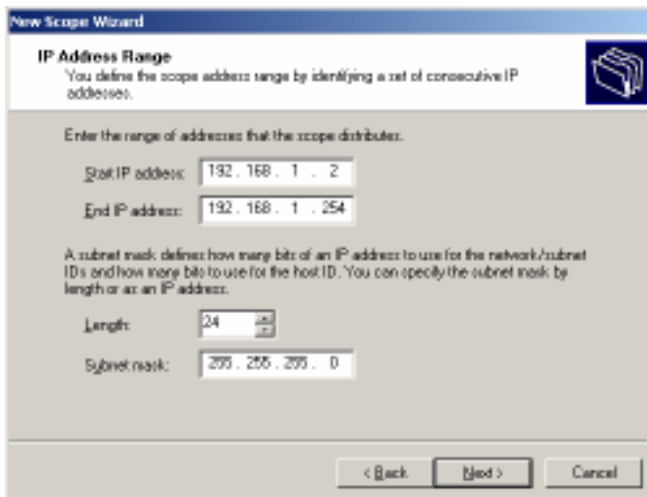 New Scope Wizard
IP Address Range
You define the scope address range by identifying a set of consecutive IP
addresses.
Enter the range of addresses that the scope distributes.
Start IP address: 192 . 168 . 1 . 2
End IP address: 192 . 168 . 1 . 254
A subnet mask defines how many bits of an IP address to use for the network/subnet
IDs and how many bits to use for the host ID. You can specify the subnet mask by
length or as an IP address.
Length: 24
Subnet mask: 255 . 255 . 255 . 0
< Back Next > Cancel